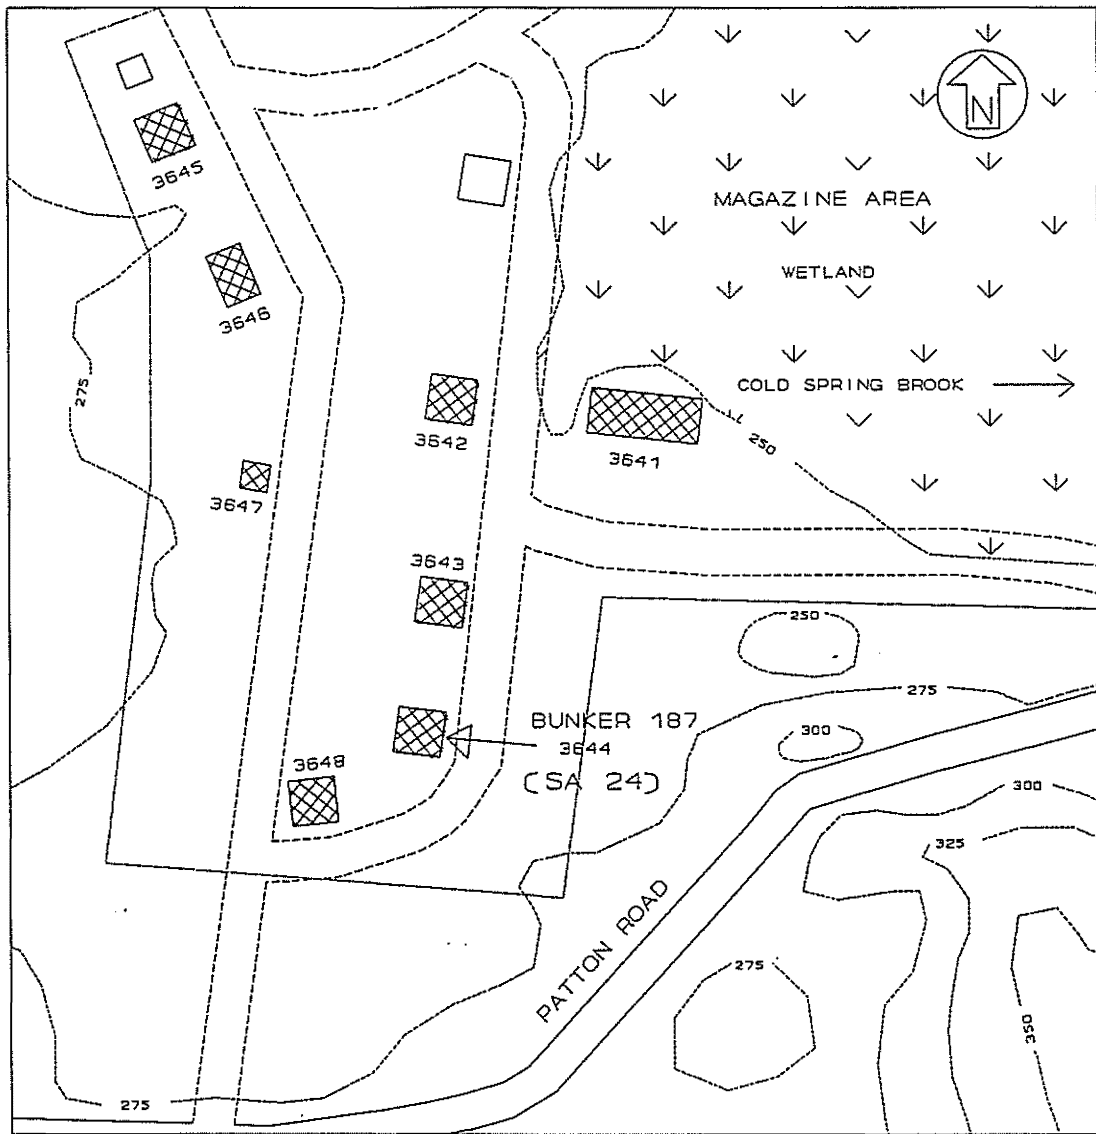 N
3645
MAGAZINE AREA
WETLAND
3646
275
COLD SPRING BROOK
3642
3641
250
3647
3643
250
275
BUNKER 187
3644
(SA 24)
300
3648
300
325
PATTON ROAD
275
350
275